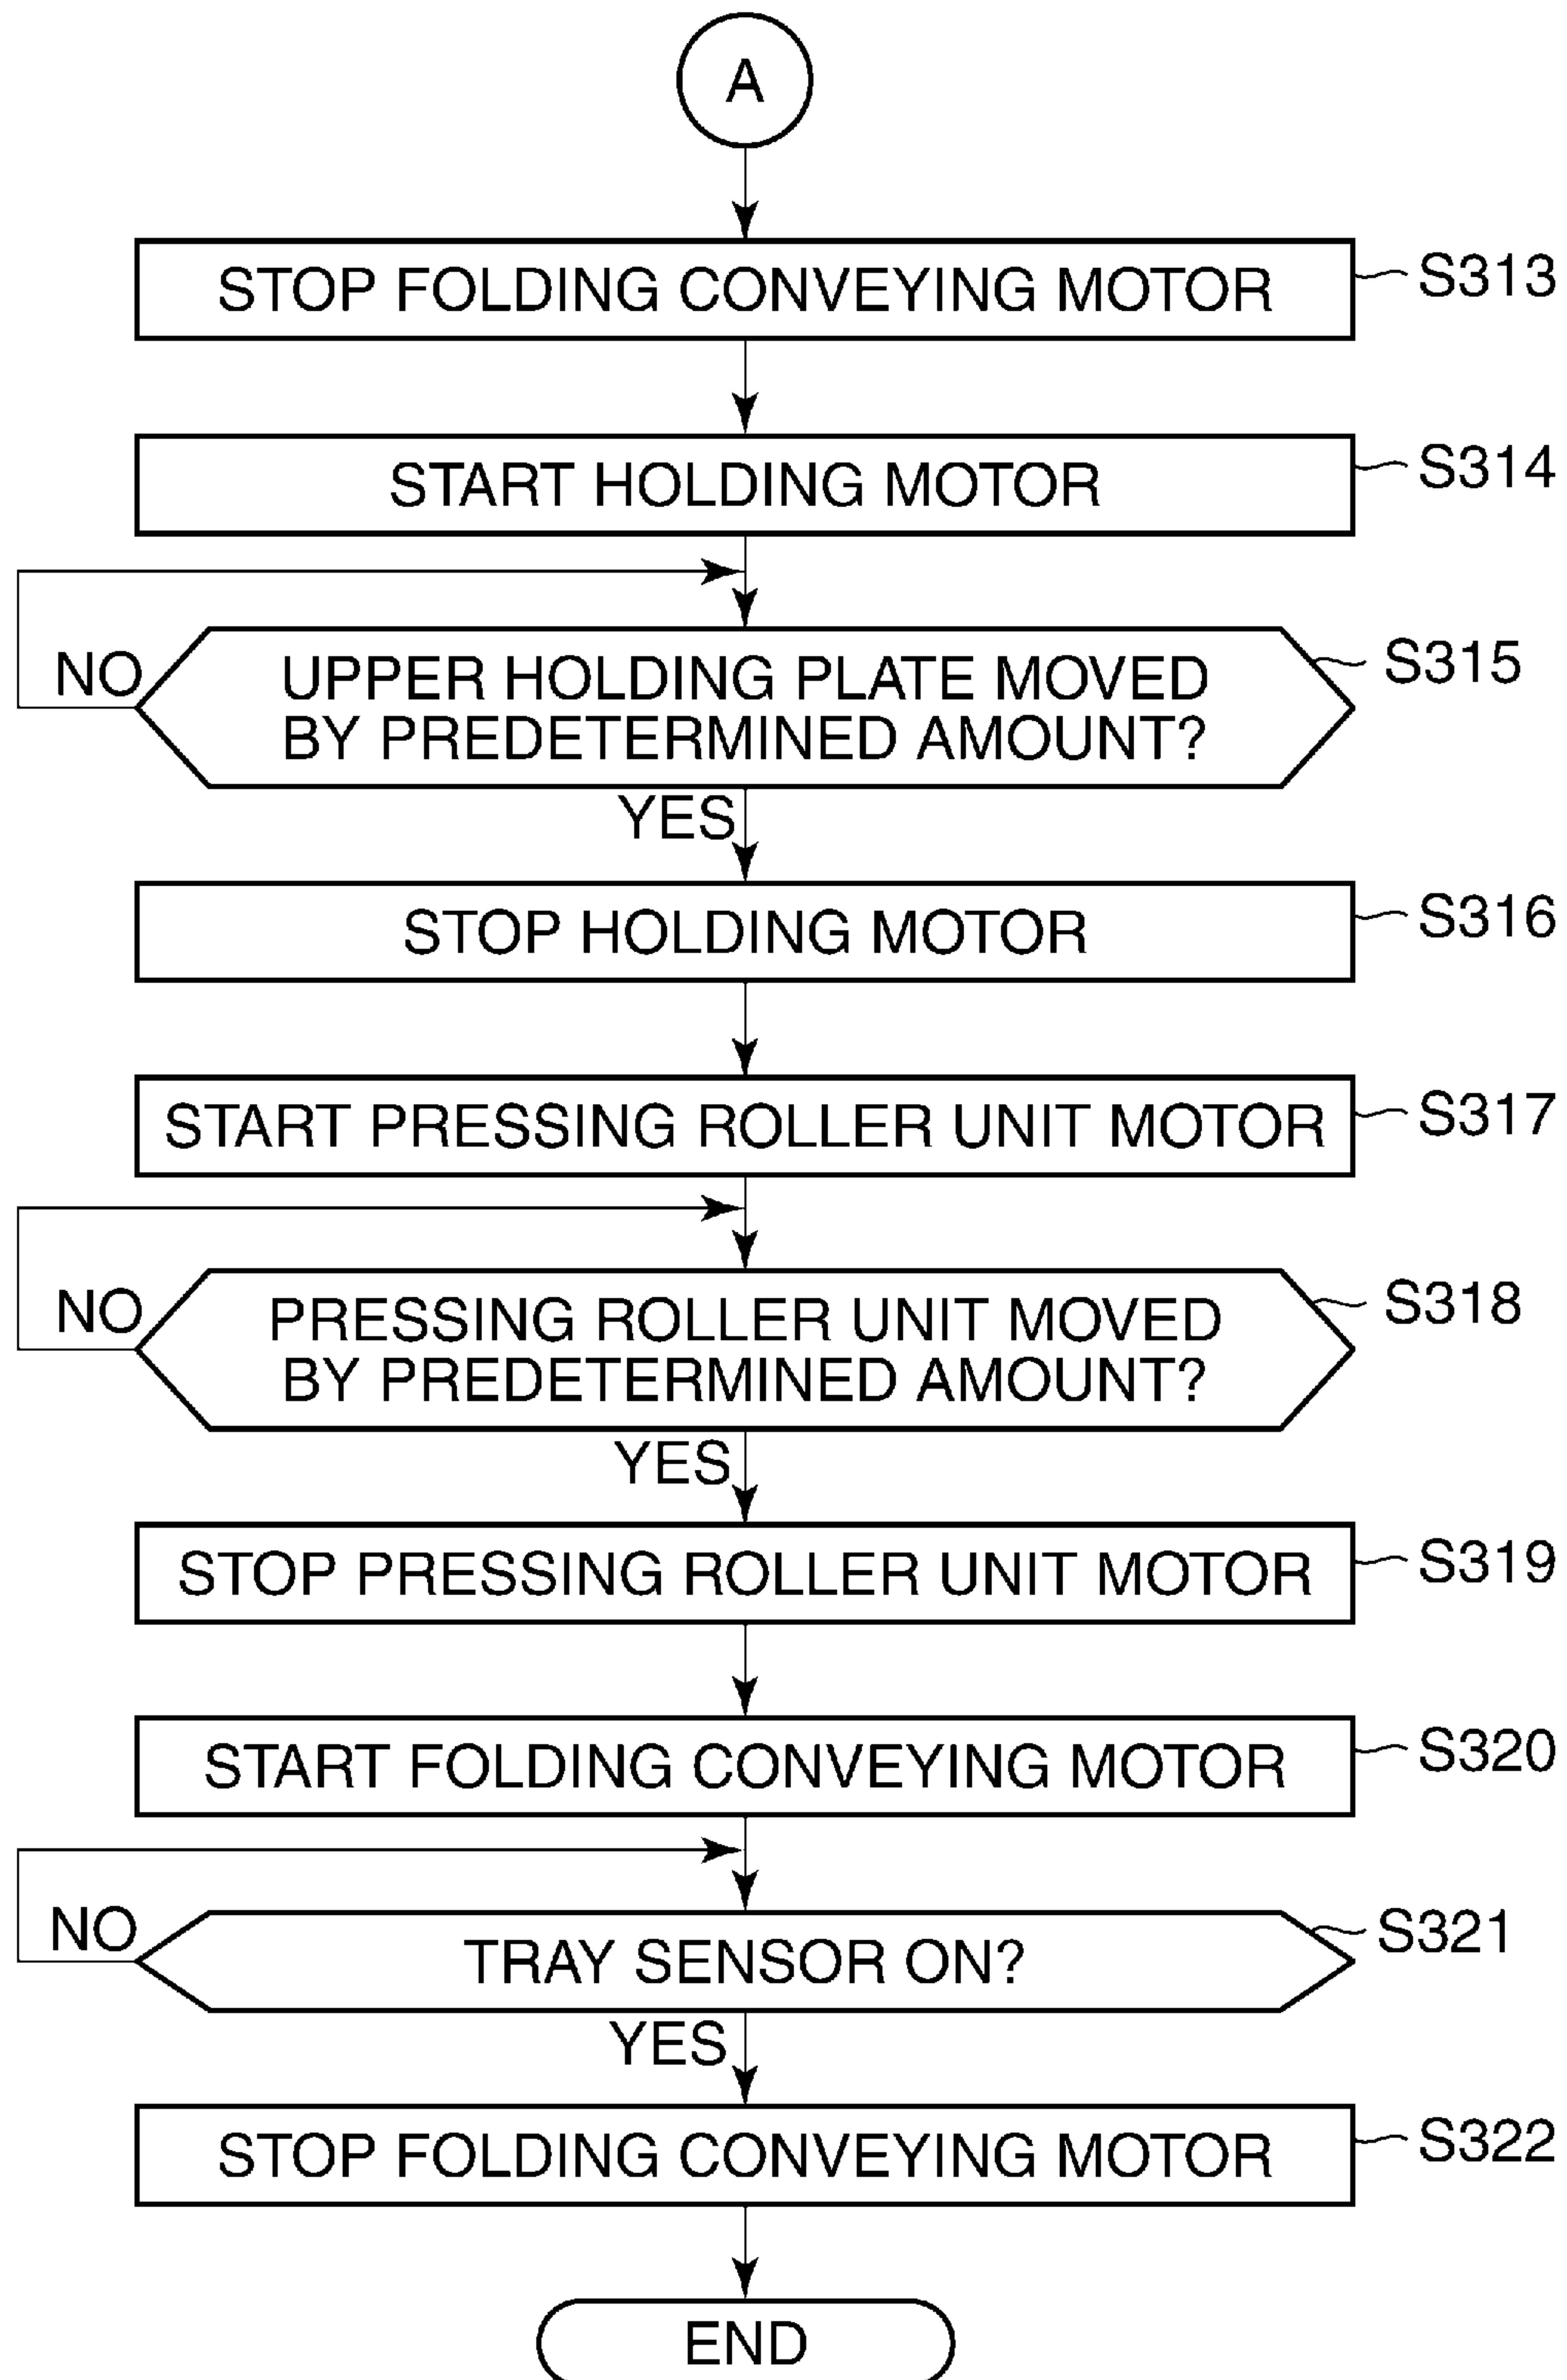 A
STOP FOLDING CONVEYING MOTOR
S313
START HOLDING MOTOR
S314
NO
UPPER HOLDING PLATE MOVED
BY PREDETERMINED AMOUNT?
S315
YES
STOP HOLDING MOTOR
S316
START PRESSING ROLLER UNIT MOTOR
S317
NO
PRESSING ROLLER UNIT MOVED
BY PREDETERMINED AMOUNT?
S318
YES
STOP PRESSING ROLLER UNIT MOTOR
S319
START FOLDING CONVEYING MOTOR
S320
NO
TRAY SENSOR ON?
S321
YES
STOP FOLDING CONVEYING MOTOR
S322
END